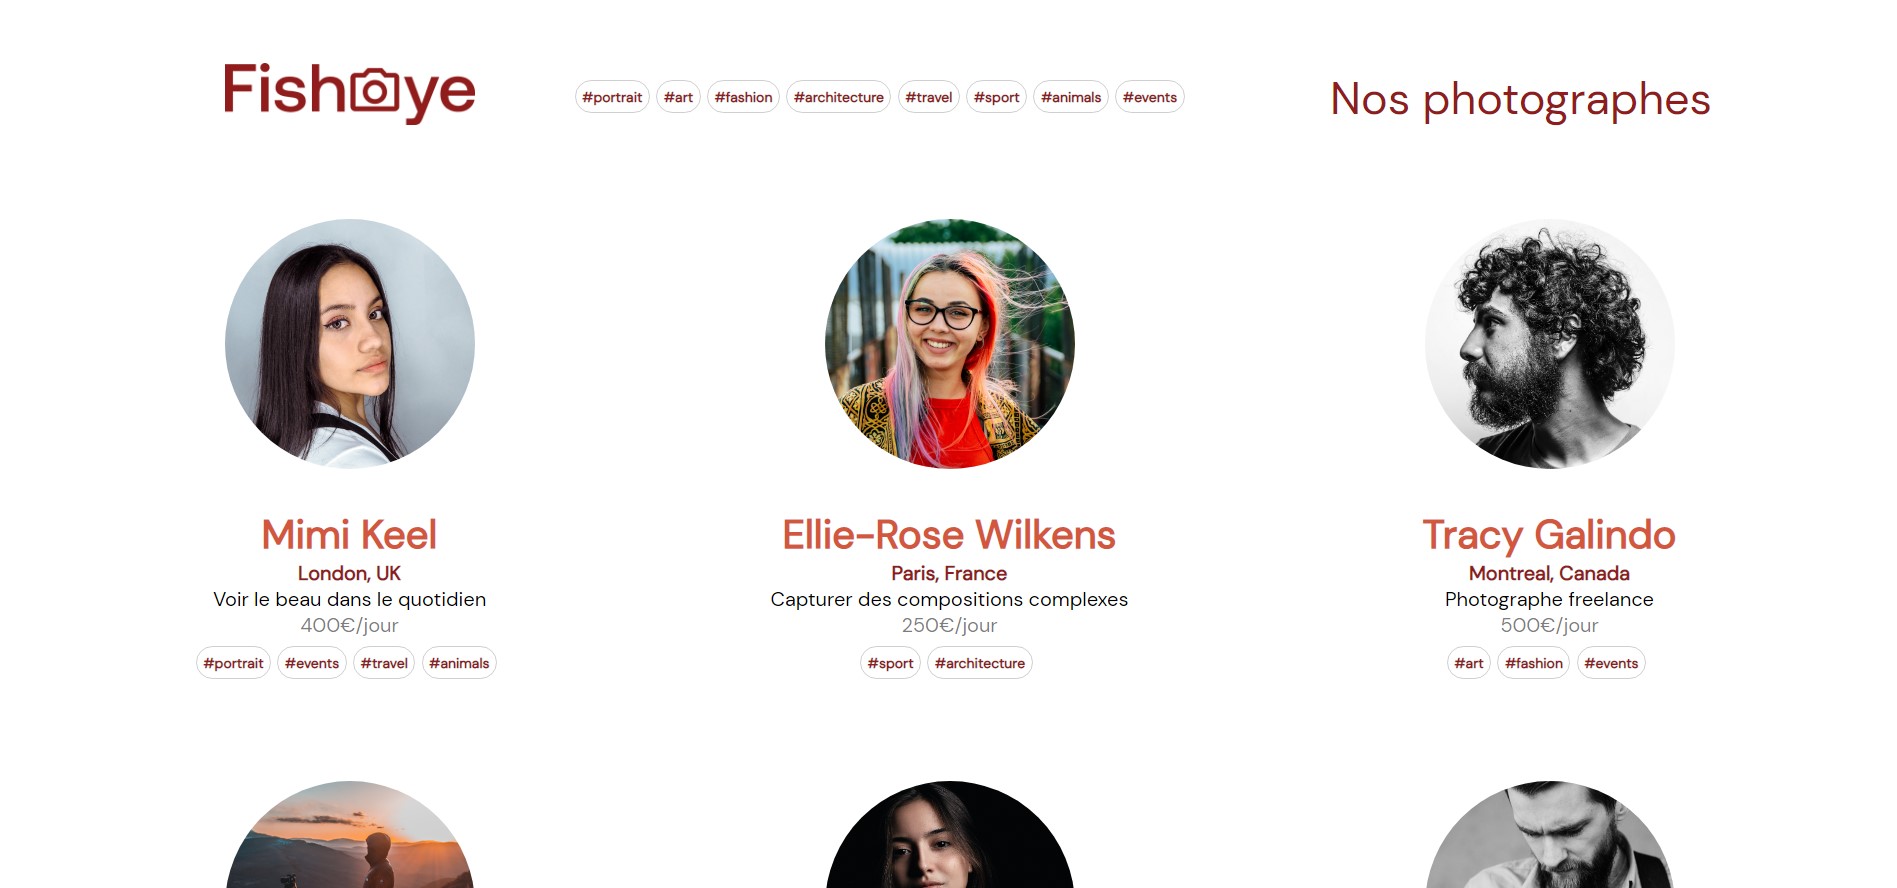 Fisheye
#portrait #art #fashion #architecture #travel #sport #animals #events
Nos photographes
Mimi Keel
London, UK
Voir le beau dans le quotidien
400€/jour
#portrait #events #travel #animals
Ellie-Rose Wilkens
Paris, France
Capturer des compositions complexes
250€/jour
#sport #architecture
Tracy Galindo
Montreal, Canada
Photographe freelance
500€/jour
#art #fashion #events